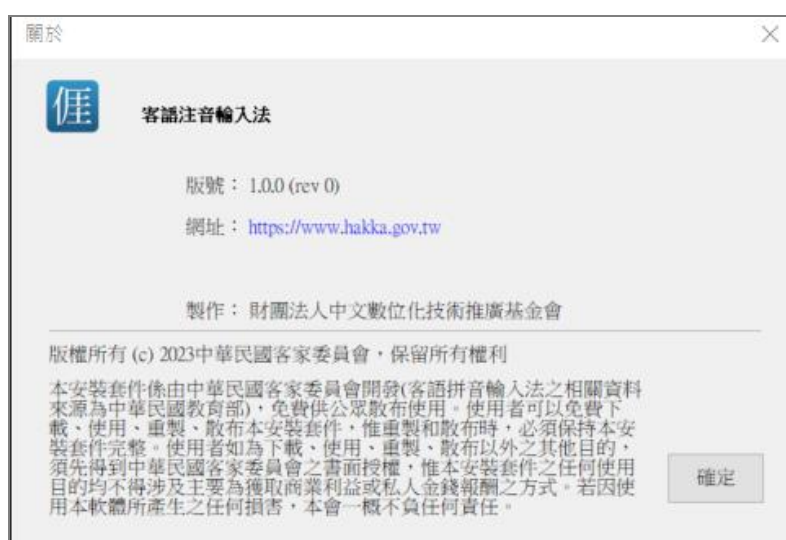 關於
偓
客語注音輸入法
版號： 1.0.0 (rev 0)
網址： https://www.hakka.gov.tw
製作： 財團法人中文數位化技術推廣基金會
版權所有 (c) 2023中華民國客家委員會，保留所有權利
本安裝套件係由中華民國客家委員會開發(客語拼音輸入法之相關資料
來源為中華民國教育部)，免費供公眾散布使用。使用者可以免費下
載、使用、重製、散布本安裝套件，惟重製和散布時，必須保持本安
裝套件完整。使用者如為下載、使用、重製、散布以外之其他目的，
須先得到中華民國客家委員會之書面授權，惟本安裝套件之任何使用
目的均不得涉及主要為獲取商業利益或私人金錢報酬之方式。若因使
用本軟體所產生之任何損害，本會一概不負任何責任。
確定